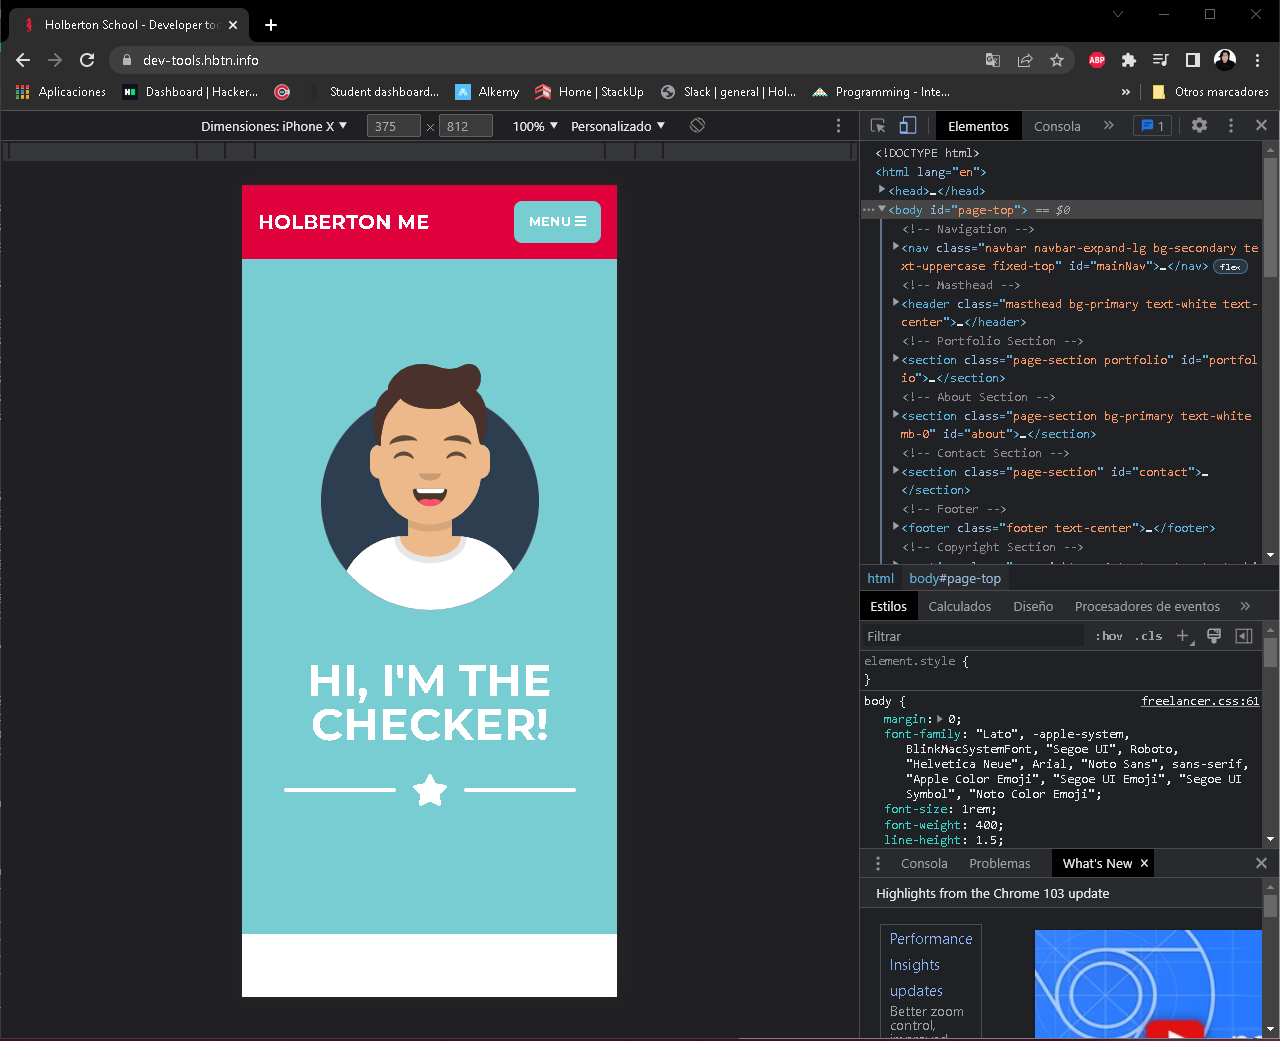 Holberton School - Developer too
dev-tools.hbtn.info
ABP
Aplicaciones
Dashboard | Hacker...
Student dashboard...
Alkemy
Home | StackUp
Slack | general | Hol...
Programming - Inte...
»
Otros marcadores
Dimensiones: iPhone X
375 × 812
100%
Personalizado
Elementos
Consola
»
1
HOLBERTON ME
MENU
HI, I'M THE
CHECKER!
<!DOCTYPE html>
<html lang="en">
<head>…</head>
<body id="page-top"> == $0
<!-- Navigation -->
<nav class="navbar navbar-expand-lg bg-secondary te
xt-uppercase fixed-top" id="mainNav">…</nav> flex
<!-- Masthead -->
<header class="masthead bg-primary text-white text-
center">…</header>
<!-- Portfolio Section -->
<section class="page-section portfolio" id="portfol
io">…</section>
<!-- About Section -->
<section class="page-section bg-primary text-white
mb-0" id="about">…</section>
<!-- Contact Section -->
<section class="page-section" id="contact">…
</section>
<!-- Footer -->
<footer class="footer text-center">…</footer>
<!-- Copyright Section -->
html
body#page-top
Estilos
Calculados
Diseño
Procesadores de eventos
»
Filtrar
:hov
.cls
element.style {
}
body {
freelancer.css:61
margin: 0;
font-family: "Lato", -apple-system,
BlinkMacSystemFont, "Segoe UI", Roboto,
"Helvetica Neue", Arial, "Noto Sans", sans-serif,
"Apple Color Emoji", "Segoe UI Emoji", "Segoe UI
Symbol", "Noto Color Emoji";
font-size: 1rem;
font-weight: 400;
line-height: 1.5;
Consola
Problemas
What's New
Highlights from the Chrome 103 update
Performance
Insights
updates
Better zoom
control,